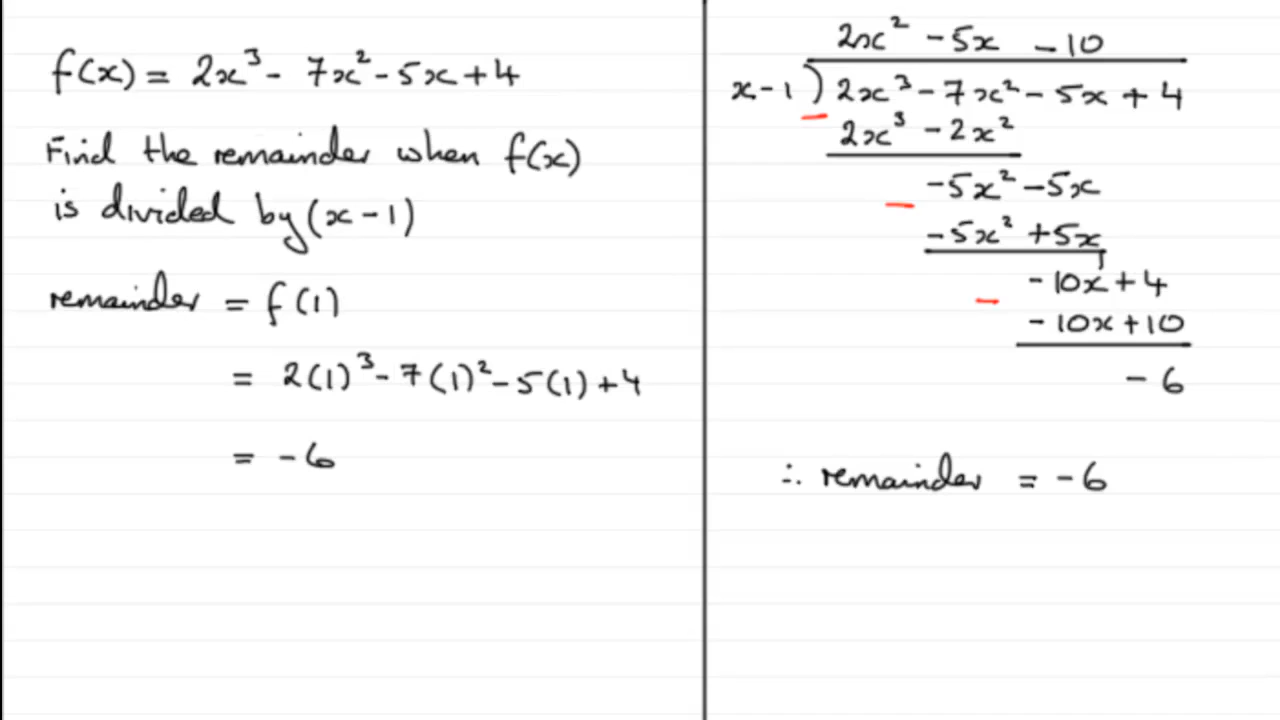 f(x) = 2x³ - 7x² - 5x + 4
Find the remainder when f(x)
is divided by (x - 1)
remainder = f(1)
= 2(1)³ - 7(1)² - 5(1) + 4
= -6
2x² - 5x - 10
x - 1 ) 2x³ - 7x² - 5x + 4
- 2x³ - 2x²
-5x² - 5x
- -5x² + 5x
-10x + 4
- -10x + 10
-6
∴ remainder = -6